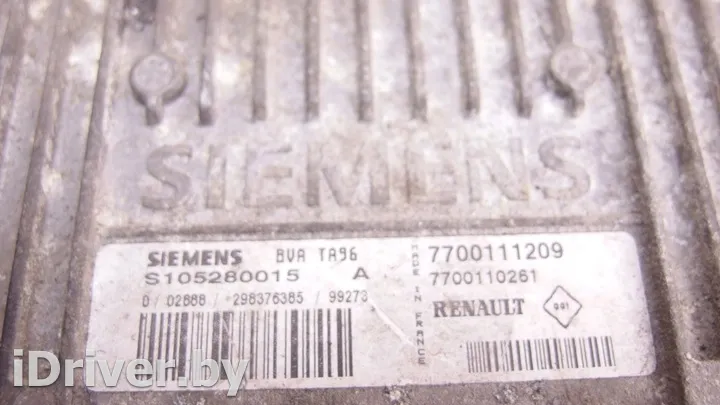 SIEMENS
SIEMENS BVA TA96
S105280015 A
D/ 02888 / *298376385 / 99273
MADE IN FRANCE
7700111209
7700110261
RENAULT
iDriver.by